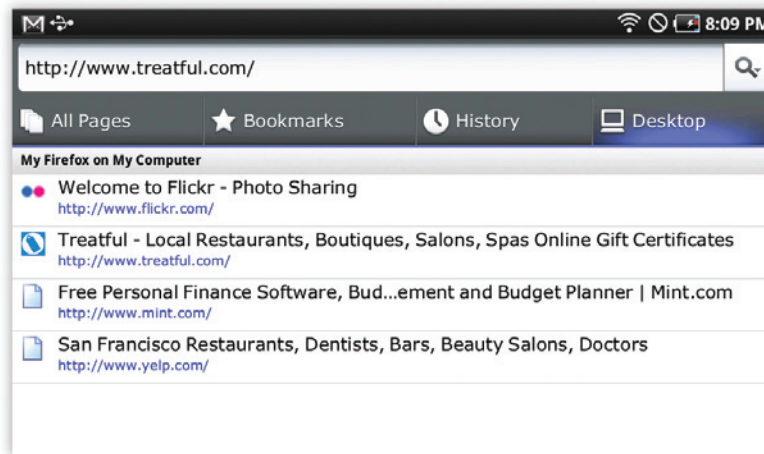 8:09 PM
http://www.treatful.com/
All Pages
Bookmarks
History
Desktop
My Firefox on My Computer
Welcome to Flickr - Photo Sharing
http://www.flickr.com/
Treatful - Local Restaurants, Boutiques, Salons, Spas Online Gift Certificates
http://www.treatful.com/
Free Personal Finance Software, Bud...ement and Budget Planner | Mint.com
http://www.mint.com/
San Francisco Restaurants, Dentists, Bars, Beauty Salons, Doctors
http://www.yelp.com/